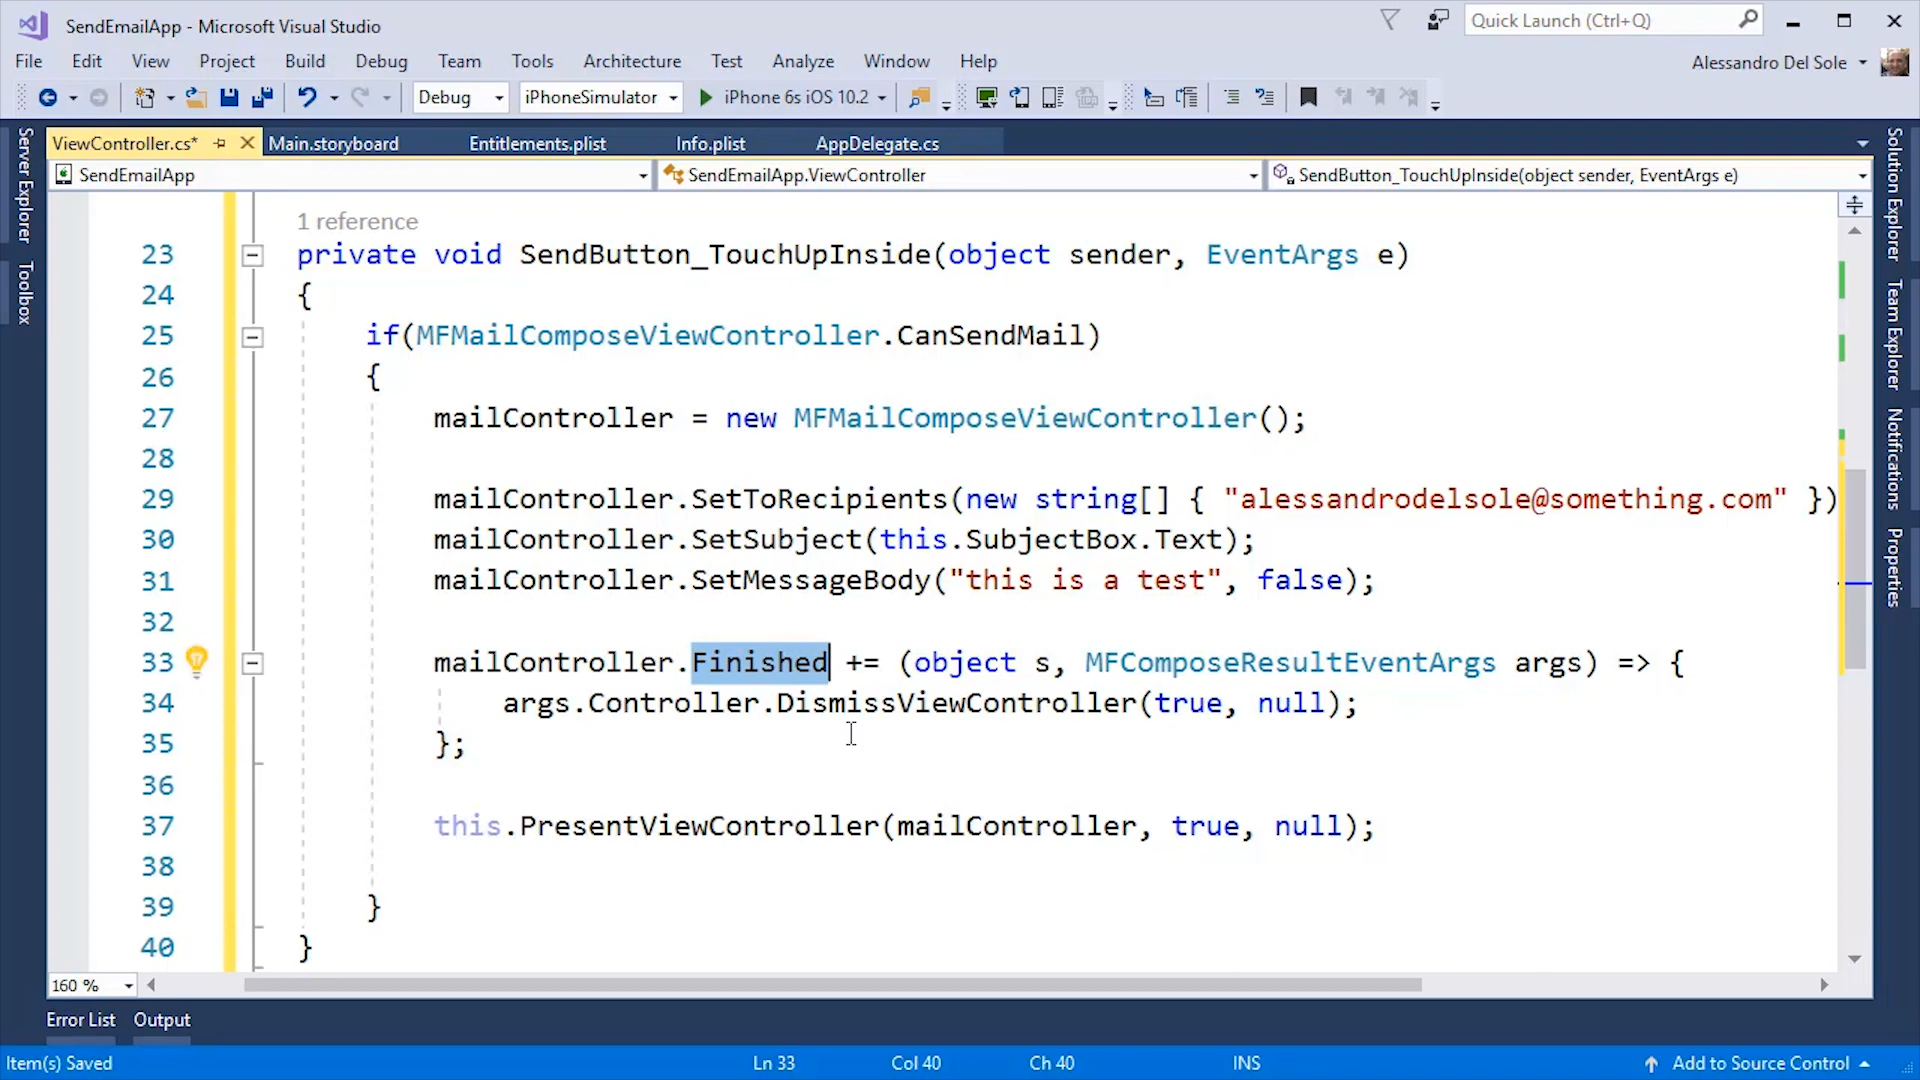 SendEmailApp - Microsoft Visual Studio
Quick Launch (Ctrl+Q)
File Edit View Project Build Debug Team Tools Architecture Test Analyze Window Help
Alessandro Del Sole
Debug iPhoneSimulator iPhone 6s iOS 10.2
Server Explorer
Toolbox
ViewController.cs* Main.storyboard Entitlements.plist Info.plist AppDelegate.cs
SendEmailApp SendEmailApp.ViewController SendButton_TouchUpInside(object sender, EventArgs e)
1 reference
23 private void SendButton_TouchUpInside(object sender, EventArgs e)
24 {
25 if(MFMailComposeViewController.CanSendMail)
26 {
27 mailController = new MFMailComposeViewController();
28
29 mailController.SetToRecipients(new string[] { "alessandrodelsole@something.com" })
30 mailController.SetSubject(this.SubjectBox.Text);
31 mailController.SetMessageBody("this is a test", false);
32
33 mailController.Finished += (object s, MFComposeResultEventArgs args) => {
34 args.Controller.DismissViewController(true, null);
35 };
36
37 this.PresentViewController(mailController, true, null);
38
39 }
40 }
Solution Explorer
Team Explorer
Notifications
Properties
160 %
Error List Output
Item(s) Saved Ln 33 Col 40 Ch 40 INS Add to Source Control